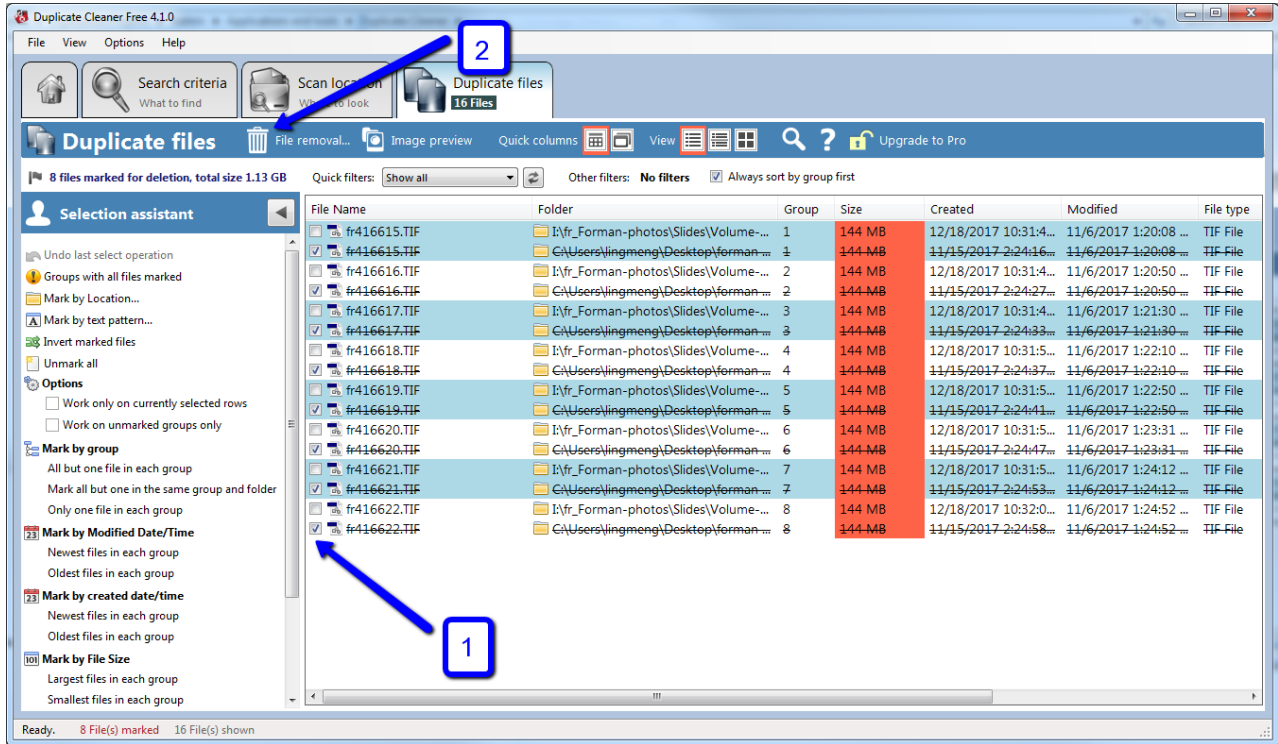 Duplicate Cleaner Free 4.1.0
File View Options Help
2
Search criteria
What to find
Scan location
to look
Duplicate files
16 Files
Duplicate files File removal... Image preview Quick columns View ? Upgrade to Pro
8 files marked for deletion, total size 1.13 GB Quick filters: Show all Other filters: No filters Always sort by group first
Selection assistant
Undo last select operation
Groups with all files marked
Mark by Location...
Mark by text pattern...
Invert marked files
Unmark all
Options
Work only on currently selected rows
Work on unmarked groups only
Mark by group
All but one file in each group
Mark all but one in the same group and folder
Only one file in each group
23 Mark by Modified Date/Time
Newest files in each group
Oldest files in each group
23 Mark by created date/time
Newest files in each group
Oldest files in each group
101 Mark by File Size
Largest files in each group
Smallest files in each group
File Name Folder Group Size Created Modified File type
fr416615.TIF I:\fr_Forman-photos\Slides\Volume-... 1 144 MB 12/18/2017 10:31:4... 11/6/2017 1:20:08 ... TIF File
fr416615.TIF C:\Users\lingmeng\Desktop\forman-... 1 144 MB 11/15/2017 2:24:16... 11/6/2017 1:20:08 ... TIF File
fr416616.TIF I:\fr_Forman-photos\Slides\Volume-... 2 144 MB 12/18/2017 10:31:4... 11/6/2017 1:20:50 ... TIF File
fr416616.TIF C:\Users\lingmeng\Desktop\forman-... 2 144 MB 11/15/2017 2:24:27... 11/6/2017 1:20:50 ... TIF File
fr416617.TIF I:\fr_Forman-photos\Slides\Volume-... 3 144 MB 12/18/2017 10:31:4... 11/6/2017 1:21:30 ... TIF File
fr416617.TIF C:\Users\lingmeng\Desktop\forman-... 3 144 MB 11/15/2017 2:24:33... 11/6/2017 1:21:30 ... TIF File
fr416618.TIF I:\fr_Forman-photos\Slides\Volume-... 4 144 MB 12/18/2017 10:31:5... 11/6/2017 1:22:10 ... TIF File
fr416618.TIF C:\Users\lingmeng\Desktop\forman-... 4 144 MB 11/15/2017 2:24:37... 11/6/2017 1:22:10 ... TIF File
fr416619.TIF I:\fr_Forman-photos\Slides\Volume-... 5 144 MB 12/18/2017 10:31:5... 11/6/2017 1:22:50 ... TIF File
fr416619.TIF C:\Users\lingmeng\Desktop\forman-... 5 144 MB 11/15/2017 2:24:41... 11/6/2017 1:22:50 ... TIF File
fr416620.TIF I:\fr_Forman-photos\Slides\Volume-... 6 144 MB 12/18/2017 10:31:5... 11/6/2017 1:23:31 ... TIF File
fr416620.TIF C:\Users\lingmeng\Desktop\forman-... 6 144 MB 11/15/2017 2:24:47... 11/6/2017 1:23:31 ... TIF File
fr416621.TIF I:\fr_Forman-photos\Slides\Volume-... 7 144 MB 12/18/2017 10:31:5... 11/6/2017 1:24:12 ... TIF File
fr416621.TIF C:\Users\lingmeng\Desktop\forman-... 7 144 MB 11/15/2017 2:24:53... 11/6/2017 1:24:12 ... TIF File
fr416622.TIF I:\fr_Forman-photos\Slides\Volume-... 8 144 MB 12/18/2017 10:32:0... 11/6/2017 1:24:52 ... TIF File
fr416622.TIF C:\Users\lingmeng\Desktop\forman-... 8 144 MB 11/15/2017 2:24:58... 11/6/2017 1:24:52 ... TIF File
1
Ready. 8 File(s) marked 16 File(s) shown